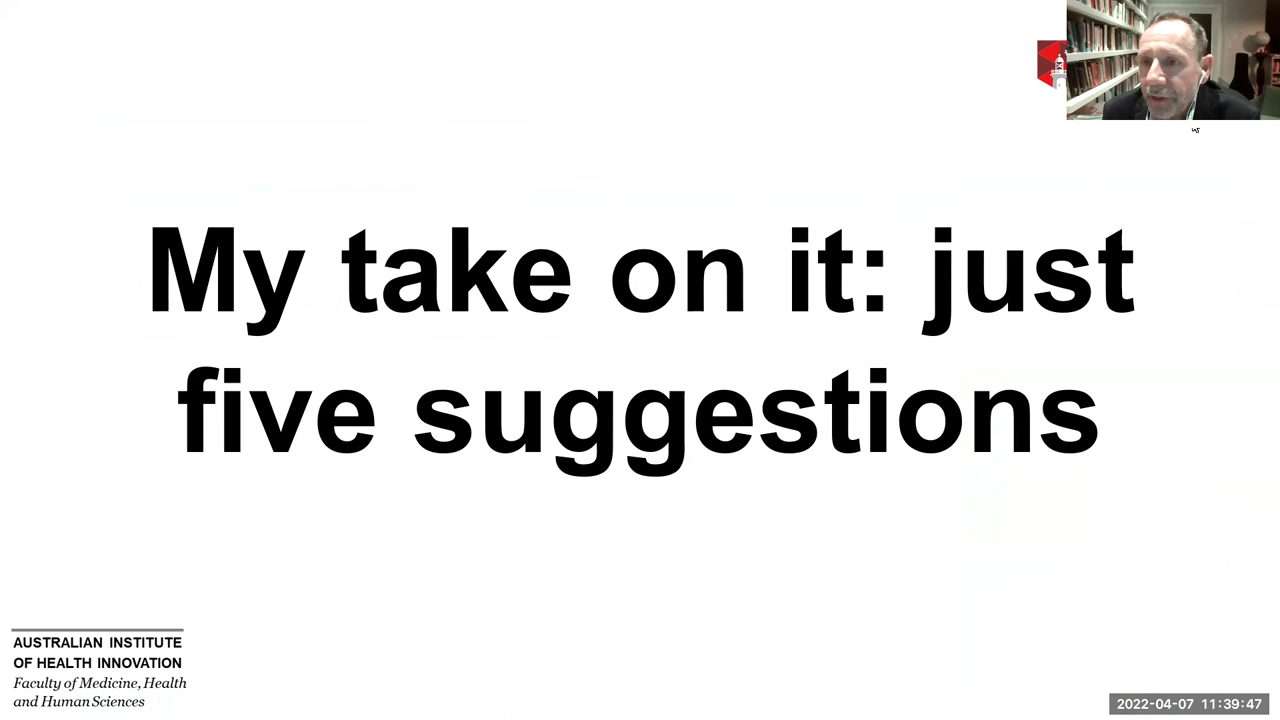 My take on it: just
five suggestions
AUSTRALIAN INSTITUTE
OF HEALTH INNOVATION
Faculty of Medicine, Health
and Human Sciences
2022-04-07 11:39:47